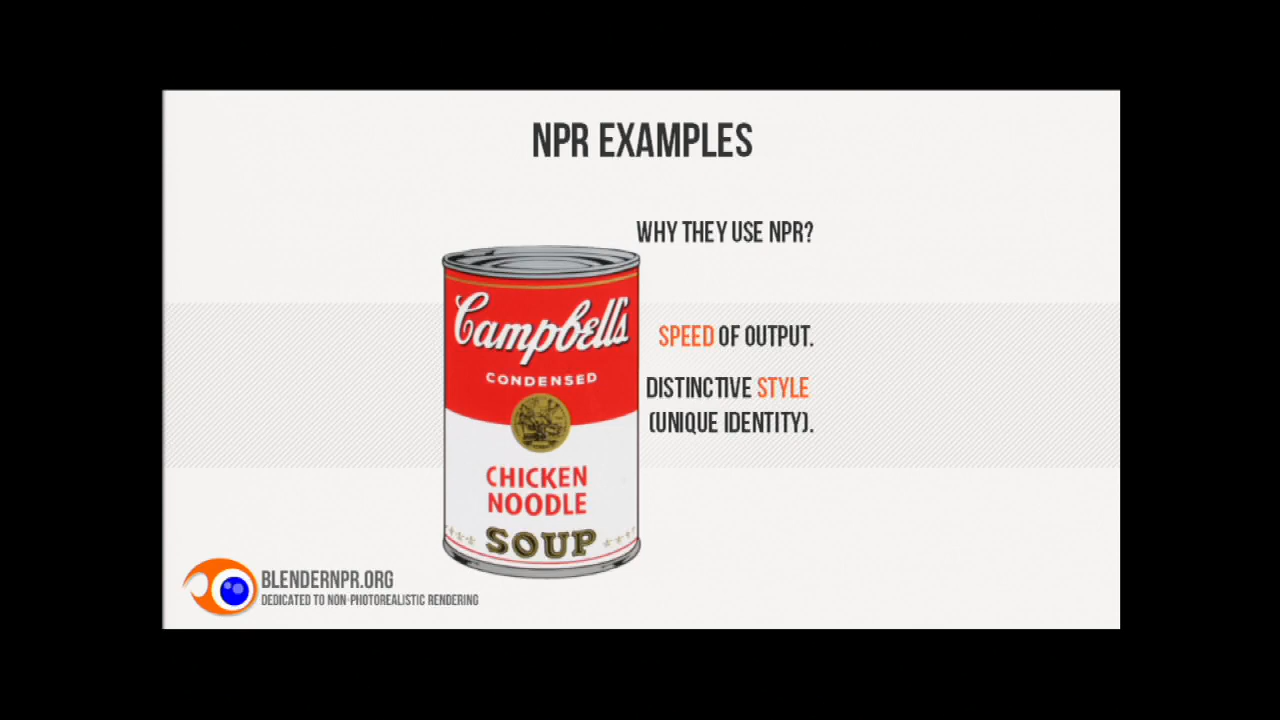 NPR EXAMPLES
WHY THEY USE NPR?
SPEED OF OUTPUT.
DISTINCTIVE STYLE
(UNIQUE IDENTITY).
Campbell's
CONDENSED
CHICKEN
NOODLE
SOUP
BLENDERNPR.ORG
DEDICATED TO NON-PHOTOREALISTIC RENDERING